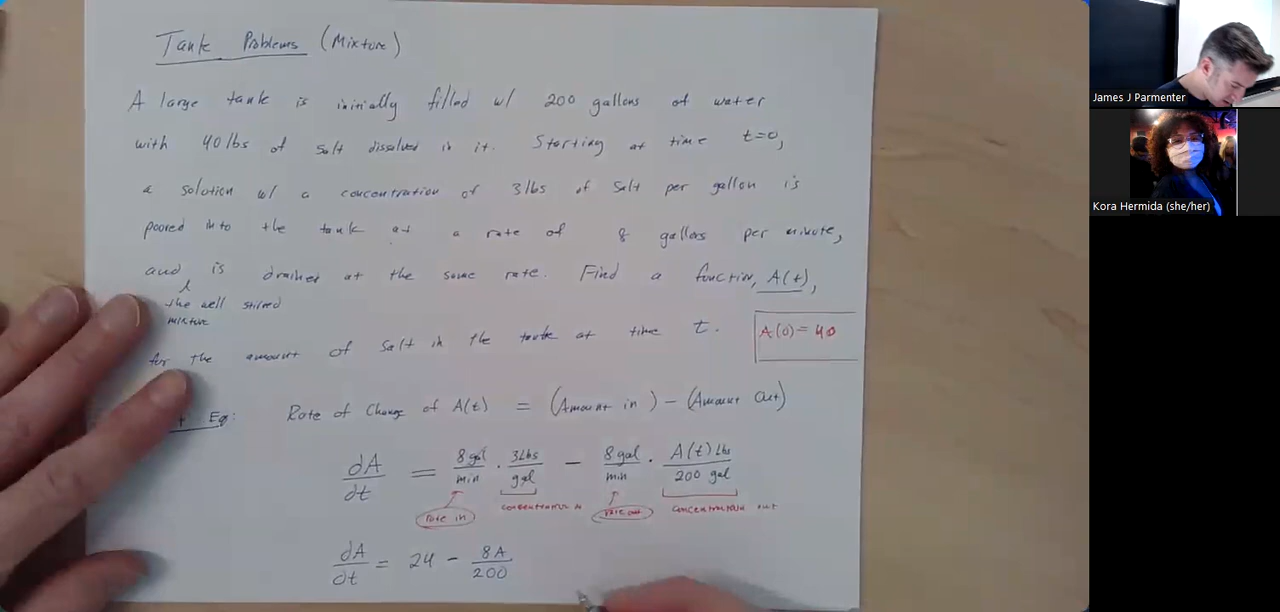 Tank Problems (Mixture)
A large tank is initially filled w/ 200 gallons of water
with 40 lbs of salt dissolved in it. Starting at time t=0,
a solution w/ a concentration of 3 lbs of salt per gallon is
poored into the tank at a rate of 8 gallons per minute,
and is drained at the same rate. Find a function, A(t),
the well stirred
mixture
for the amount of salt in the tank at time t.
A(0) = 40
Eq: Rate of Change of A(t) = (Amount in) - (Amount out)
dA/dt = 8 gal/min · 3 Lbs/gal - 8 gal/min · A(t) Lbs/200 gal
rate in concentration in rate out concentration out
dA/dt = 24 - 8A/200
James J Parmenter
Kora Hermida (she/her)